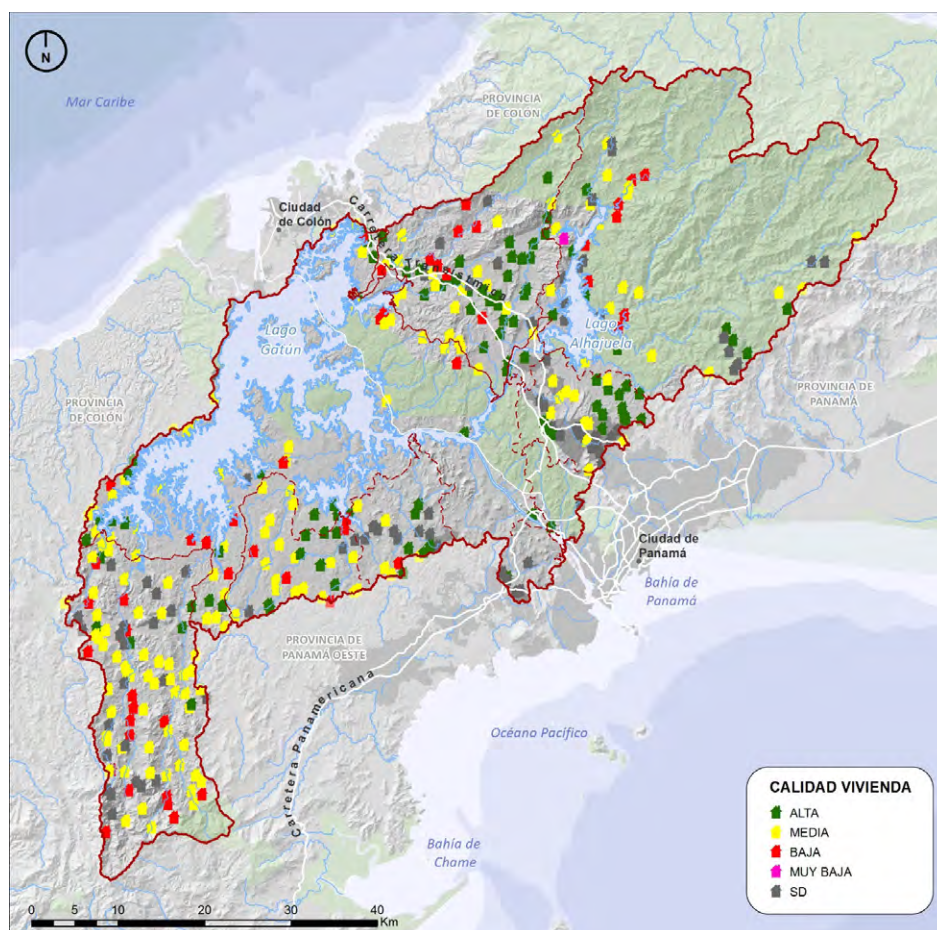 N
Mar Caribe
PROVINCIA
DE COLÓN
Ciudad
de Colón
Carretera Transístmica
Lago
Gatún
Lago
Alhajuela
PROVINCIA DE
PANAMÁ
PROVINCIA
DE COLÓN
Ciudad de
Panamá
Bahía de
Panamá
PROVINCIA DE
PANAMÁ OESTE
Carretera Panamericana
Océano Pacífico
Bahía de
Chame
CALIDAD VIVIENDA
ALTA
MEDIA
BAJA
MUY BAJA
SD
0 5 10 20 30 40
Km